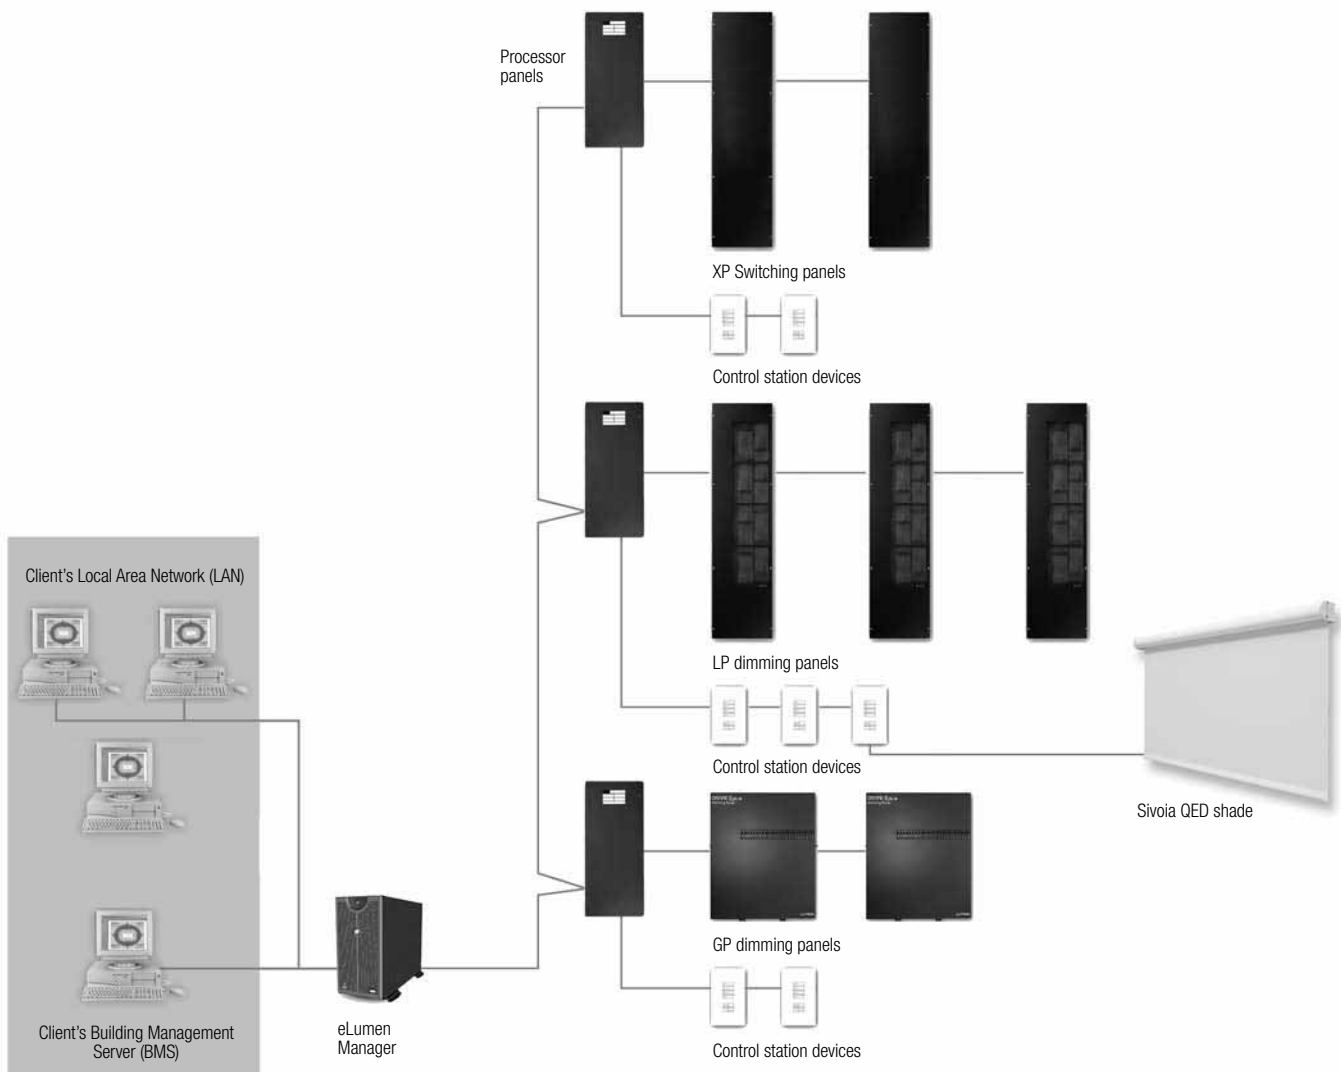 Processor
panels
XP Switching panels
Control station devices
LP dimming panels
Control station devices
Sivoia QED shade
GP dimming panels
Control station devices
Client's Local Area Network (LAN)
Client's Building Management
Server (BMS)
eLumen
Manager